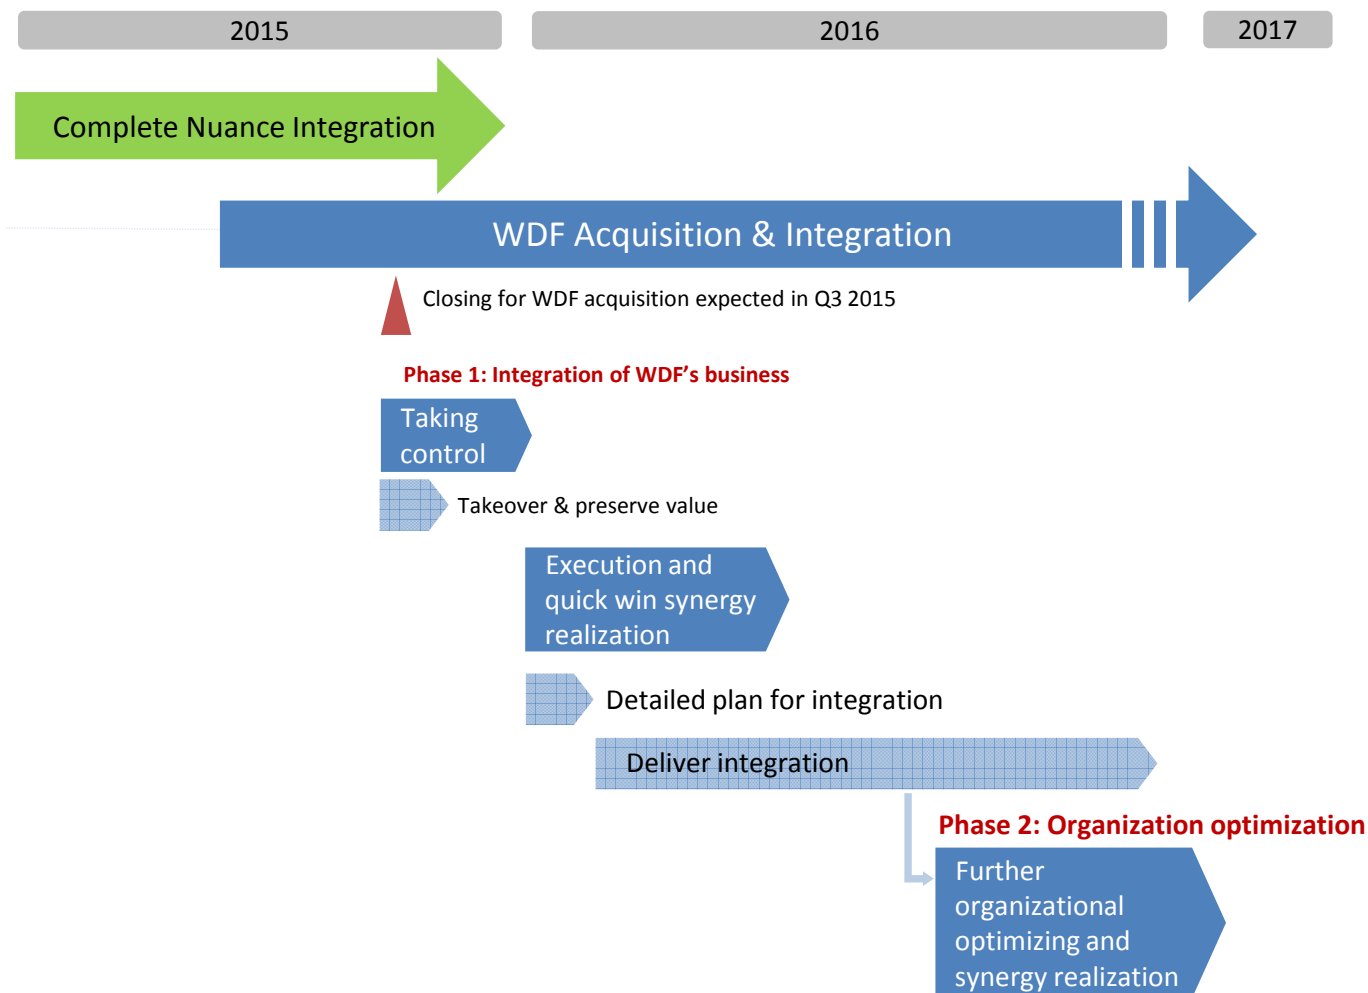 2015
2016
2017
Complete Nuance Integration
WDF Acquisition & Integration
Closing for WDF acquisition expected in Q3 2015
Phase 1: Integration of WDF’s business
Taking
control
Takeover & preserve value
Execution and
quick win synergy
realization
Detailed plan for integration
Deliver integration
Phase 2: Organization optimization
Further
organizational
optimizing and
synergy realization